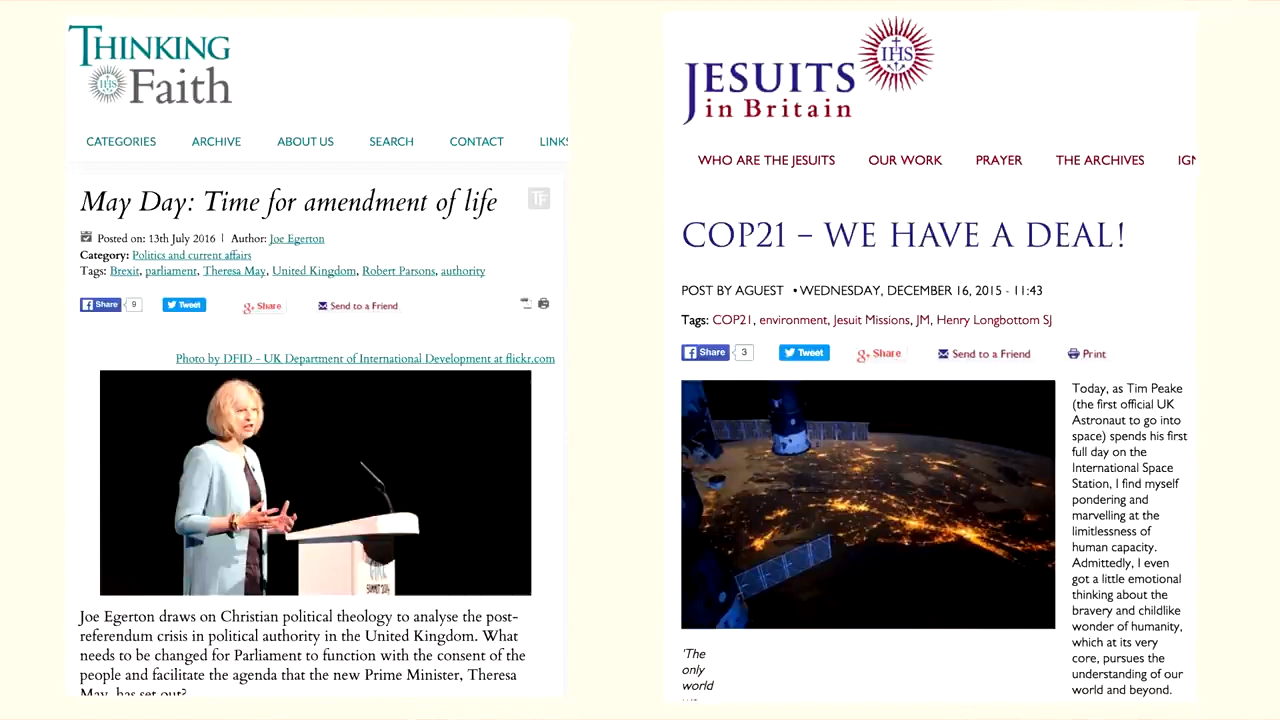 THINKING
IHS
Faith
CATEGORIES ARCHIVE ABOUT US SEARCH CONTACT LINKS
May Day: Time for amendment of life
TF
Posted on: 13th July 2016 | Author: Joe Egerton
Category: Politics and current affairs
Tags: Brexit, parliament, Theresa May, United Kingdom, Robert Parsons, authority
Share 9 Tweet g+ Share Send to a Friend
Photo by DFID - UK Department of International Development at flickr.com
SUMMIT 2014
Joe Egerton draws on Christian political theology to analyse the post-
referendum crisis in political authority in the United Kingdom. What
needs to be changed for Parliament to function with the consent of the
people and facilitate the agenda that the new Prime Minister, Theresa
May, has set out?
IHS
JESUITS
in Britain
WHO ARE THE JESUITS OUR WORK PRAYER THE ARCHIVES IGN
COP21 – WE HAVE A DEAL!
POST BY AGUEST • WEDNESDAY, DECEMBER 16, 2015 - 11:43
Tags: COP21, environment, Jesuit Missions, JM, Henry Longbottom SJ
Share 3 Tweet g+ Share Send to a Friend Print
Today, as Tim Peake
(the first official UK
Astronaut to go into
space) spends his first
full day on the
International Space
Station, I find myself
pondering and
marvelling at the
limitlessness of
human capacity.
Admittedly, I even
got a little emotional
thinking about the
bravery and childlike
wonder of humanity,
which at its very
core, pursues the
understanding of our
world and beyond.
'The
only
world